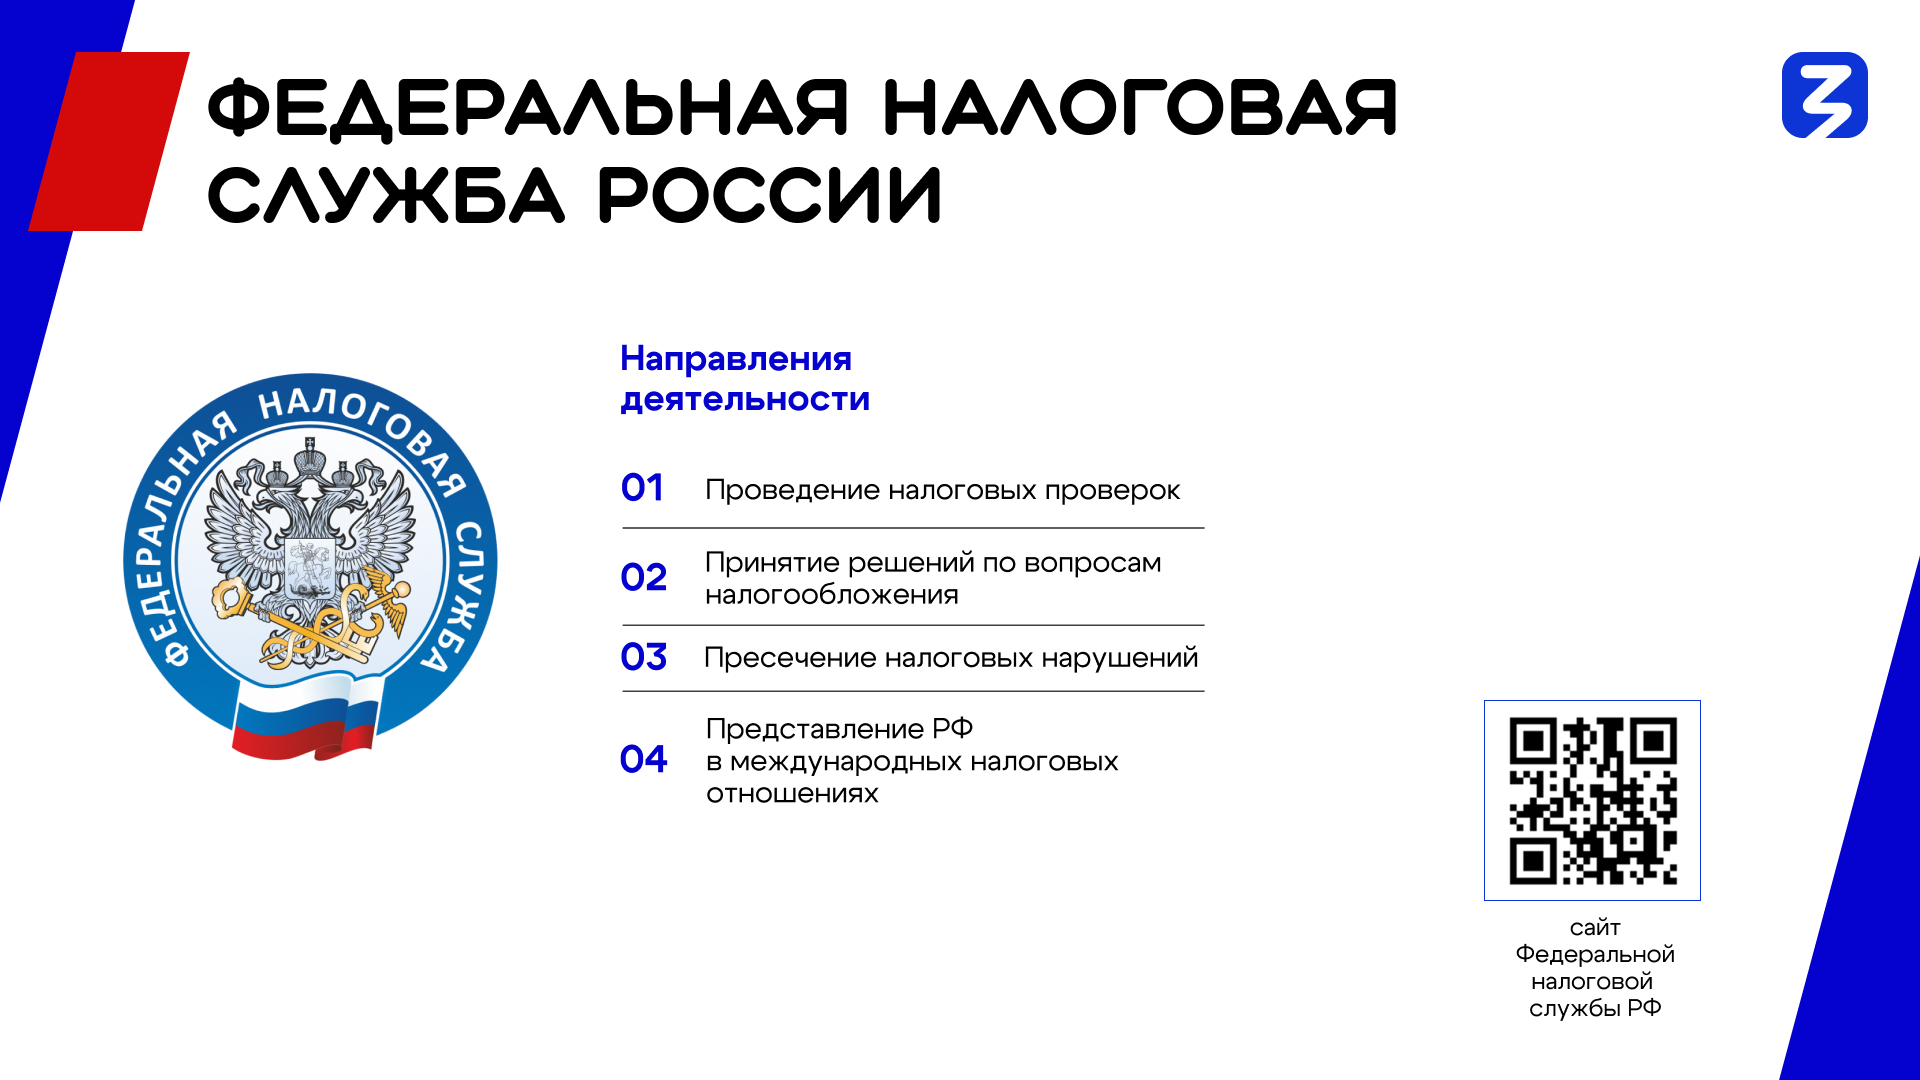 ФЕДЕРАЛЬНАЯ НАЛОГОВАЯ
СЛУЖБА РОССИИ
ФЕДЕРАЛЬНАЯ НАЛОГОВАЯ СЛУЖБА
Направления
деятельности
01 Проведение налоговых проверок
02 Принятие решений по вопросам
налогообложения
03 Пресечение налоговых нарушений
04 Представление РФ
в международных налоговых
отношениях
сайт
Федеральной
налоговой
службы РФ